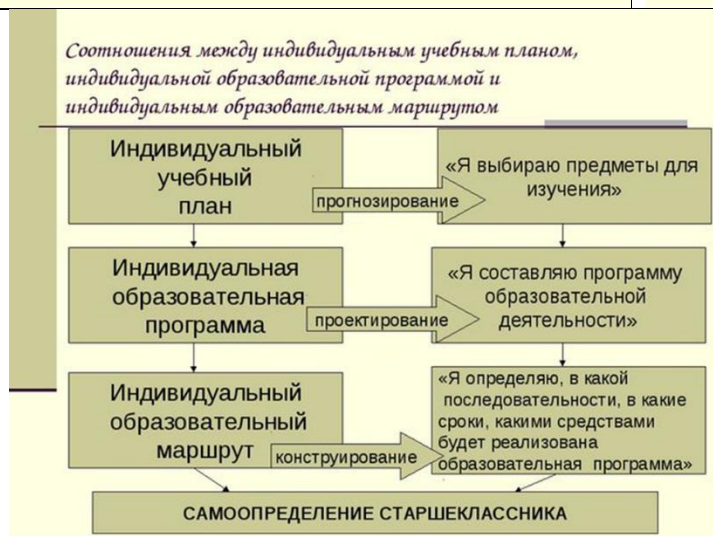 Соотношения между индивидуальным учебным планом,
индивидуальной образовательной программой и
индивидуальным образовательным маршрутом
Индивидуальный
учебный
план
прогнозирование
«Я выбираю предметы для
изучения»
Индивидуальная
образовательная
программа
проектирование
«Я составляю программу
образовательной
деятельности»
Индивидуальный
образовательный
маршрут
конструирование
«Я определяю, в какой
последовательности, в какие
сроки, какими средствами
будет реализована
образовательная программа»
САМООПРЕДЕЛЕНИЕ СТАРШЕКЛАССНИКА